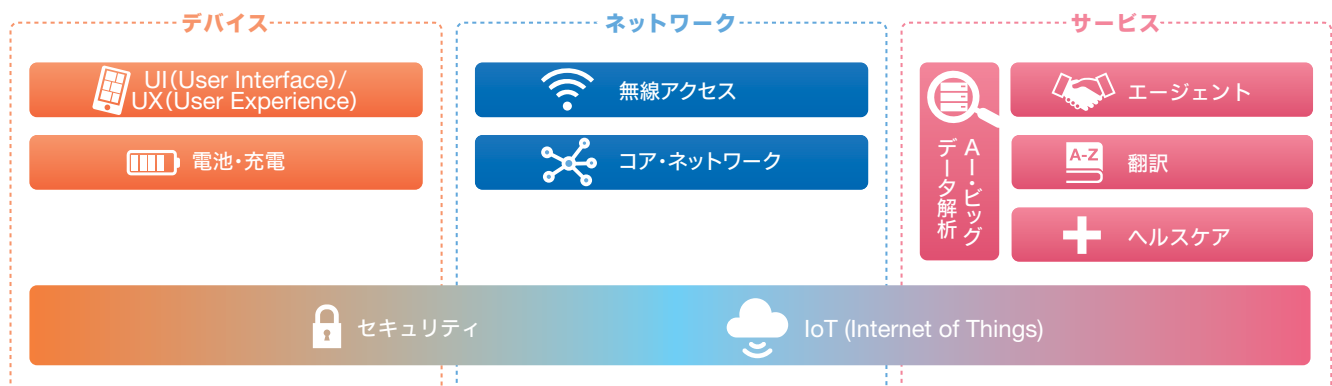 デバイス
UI(User Interface)/
UX(User Experience)
電池・充電
ネットワーク
無線アクセス
コア・ネットワーク
サービス
AI・ビッグ
データ解析
エージェント
A-Z
翻訳
ヘルスケア
セキュリティ
IoT (Internet of Things)